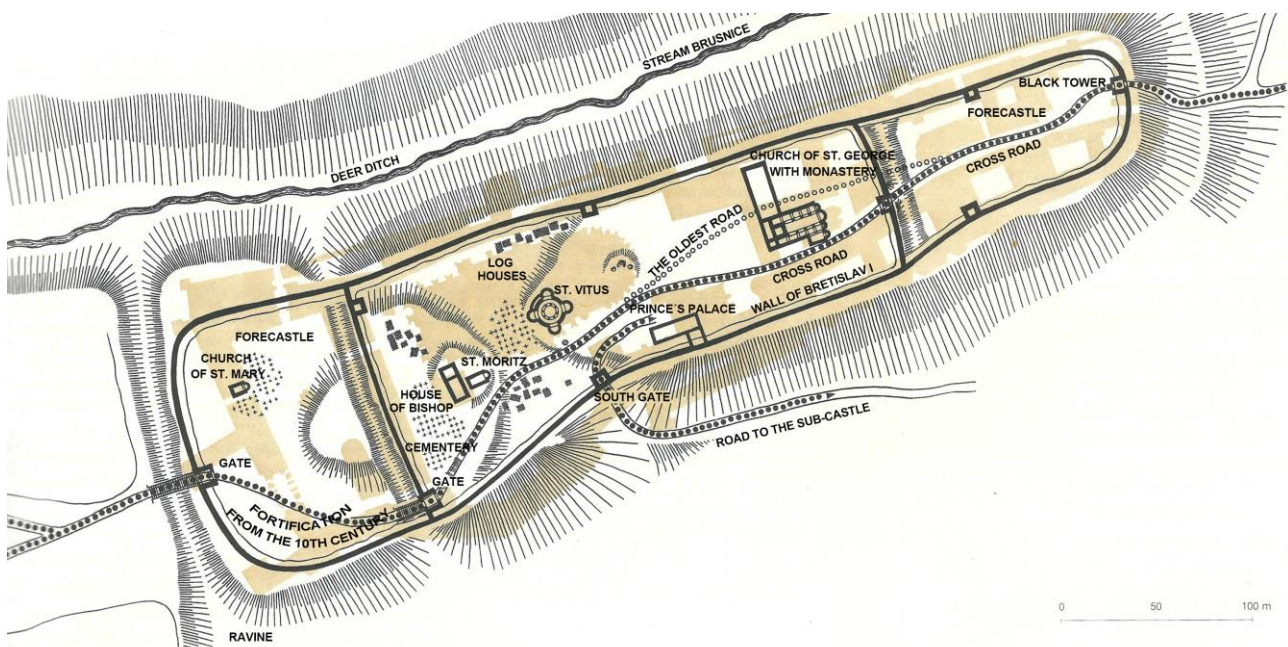 STREAM BRUSNICE
BLACK TOWER
FORECASTLE
DEER DITCH
CHURCH OF ST. GEORGE
WITH MONASTERY
CROSS ROAD
THE OLDEST ROAD
LOG
HOUSES
ST. VITUS
CROSS ROAD
WALL OF BRETISLAV I
PRINCE'S PALACE
FORECASTLE
CHURCH
OF ST. MARY
ST. MORITZ
HOUSE
OF BISHOP
SOUTH GATE
ROAD TO THE SUB-CASTLE
CEMENTERY
GATE
GATE
FORTIFICATION
FROM THE 10TH CENTURY
RAVINE
0 50 100 m